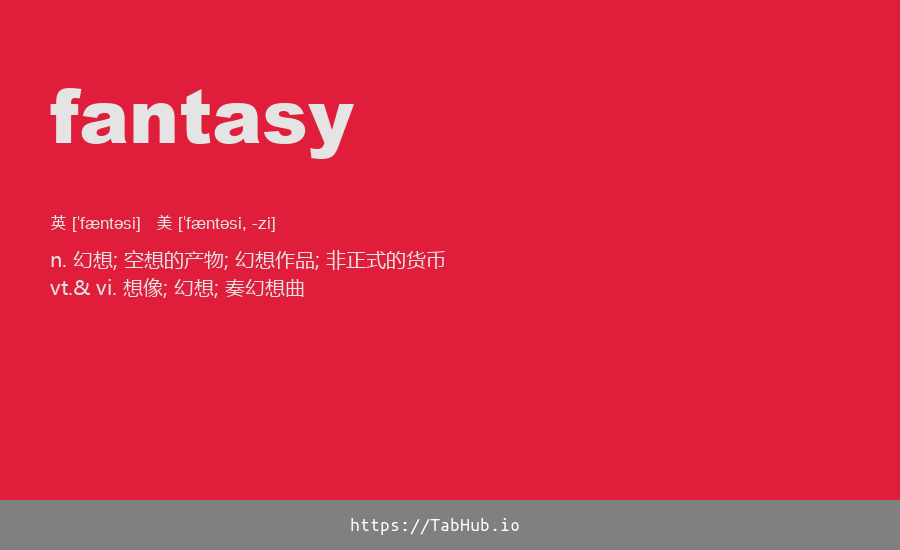 fantasy
英 [ˈfæntəsi] 美 [ˈfæntəsi, -zi]
n. 幻想; 空想的产物; 幻想作品; 非正式的货币
vt.& vi. 想像; 幻想; 奏幻想曲
https://TabHub.io